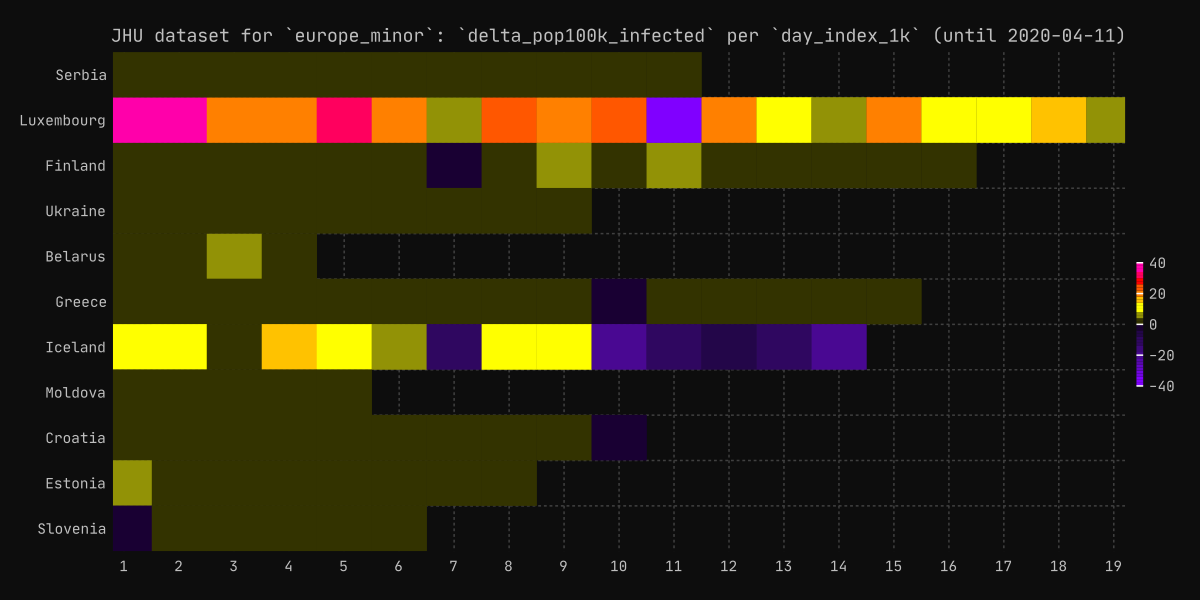 JHU dataset for `europe_minor`: `delta_pop100k_infected` per `day_index_1k` (until 2020-04-11)
Serbia
Luxembourg
Finland
Ukraine
Belarus
Greece
Iceland
Moldova
Croatia
Estonia
Slovenia
40
20
0
-20
-40
1 2 3 4 5 6 7 8 9 10 11 12 13 14 15 16 17 18 19